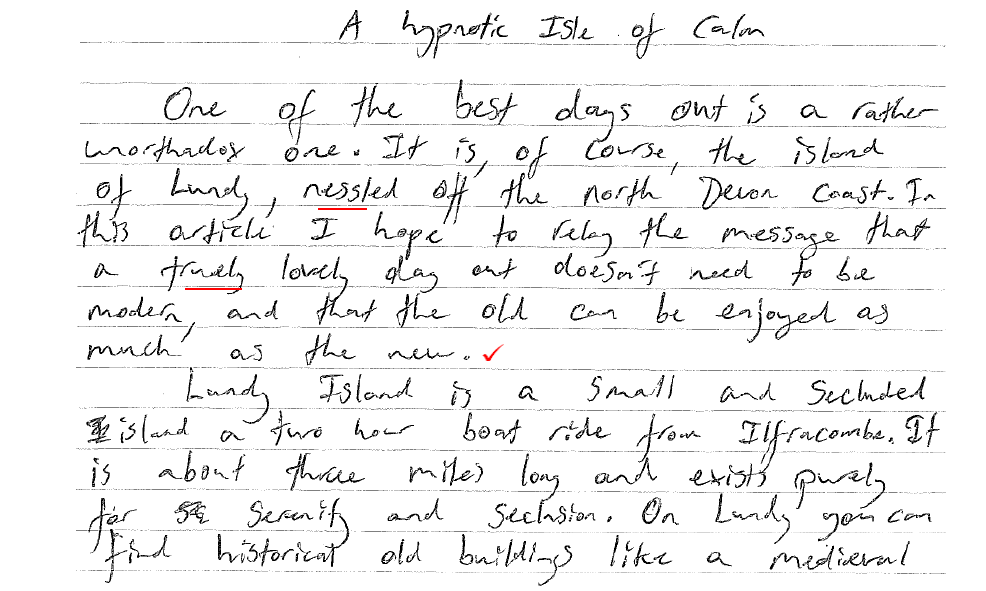 A hypnotic Isle of Calm
One of the best days out is a rather
unorthadox one. It is, of course, the island
of Lundy, nessled off the north Devon coast. In
this article I hope to relay the message that
a truely lovely day out doesn't need to be
modern, and that the old can be enjoyed as
much as the new.
Lundy Island is a small and secluded
island a two hour boat ride from Ilfracombe. It
is about three miles long and exists purely
for serenity and seclusion. On Lundy you can
find historical old buildings like a medieval